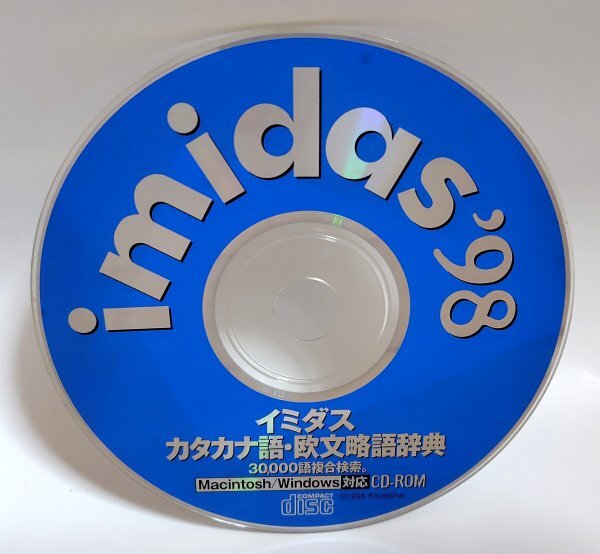 imidas'98
イミダス
カタカナ語・欧文略語辞典
30,000語複合検索。
Macintosh/Windows対応 CD-ROM
COMPACT
disc
©1998 Shueisha